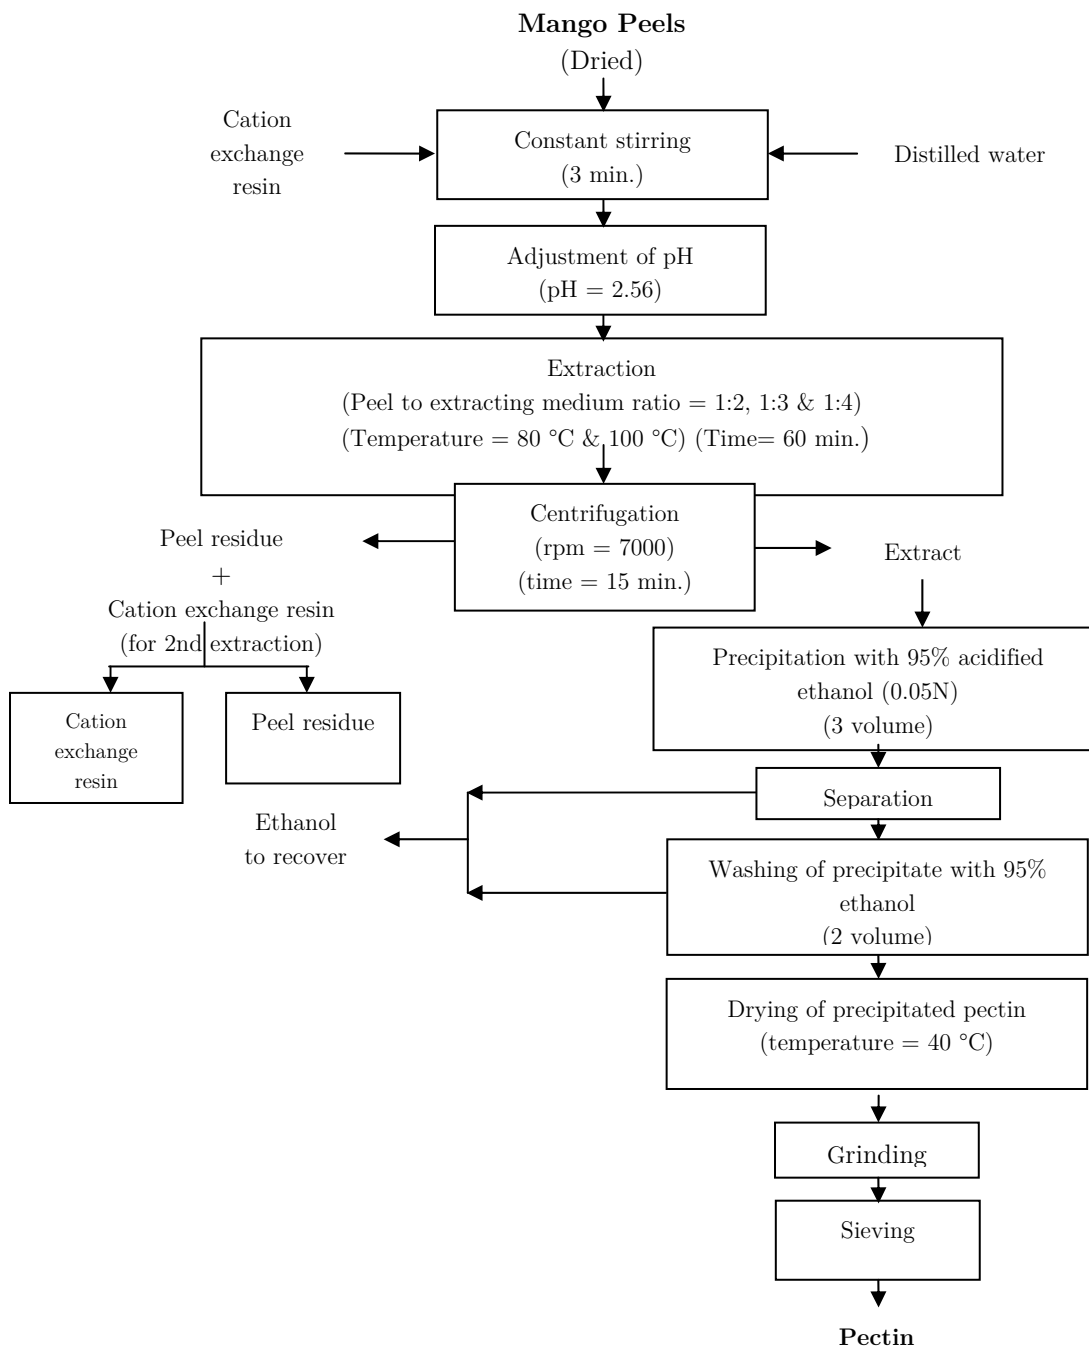 Mango Peels
(Dried)
Cation
exchange
resin
Constant stirring
(3 min.)
Distilled water
Adjustment of pH
(pH = 2.56)
Extraction
(Peel to extracting medium ratio = 1:2, 1:3 & 1:4)
(Temperature = 80 °C & 100 °C) (Time= 60 min.)
Centrifugation
(rpm = 7000)
(time = 15 min.)
Peel residue
+
Cation exchange resin
(for 2nd extraction)
Cation
exchange
resin
Peel residue
Extract
Precipitation with 95% acidified
ethanol (0.05N)
(3 volume)
Separation
Ethanol
to recover
Washing of precipitate with 95%
ethanol
(2 volume)
Drying of precipitated pectin
(temperature = 40 °C)
Grinding
Sieving
Pectin